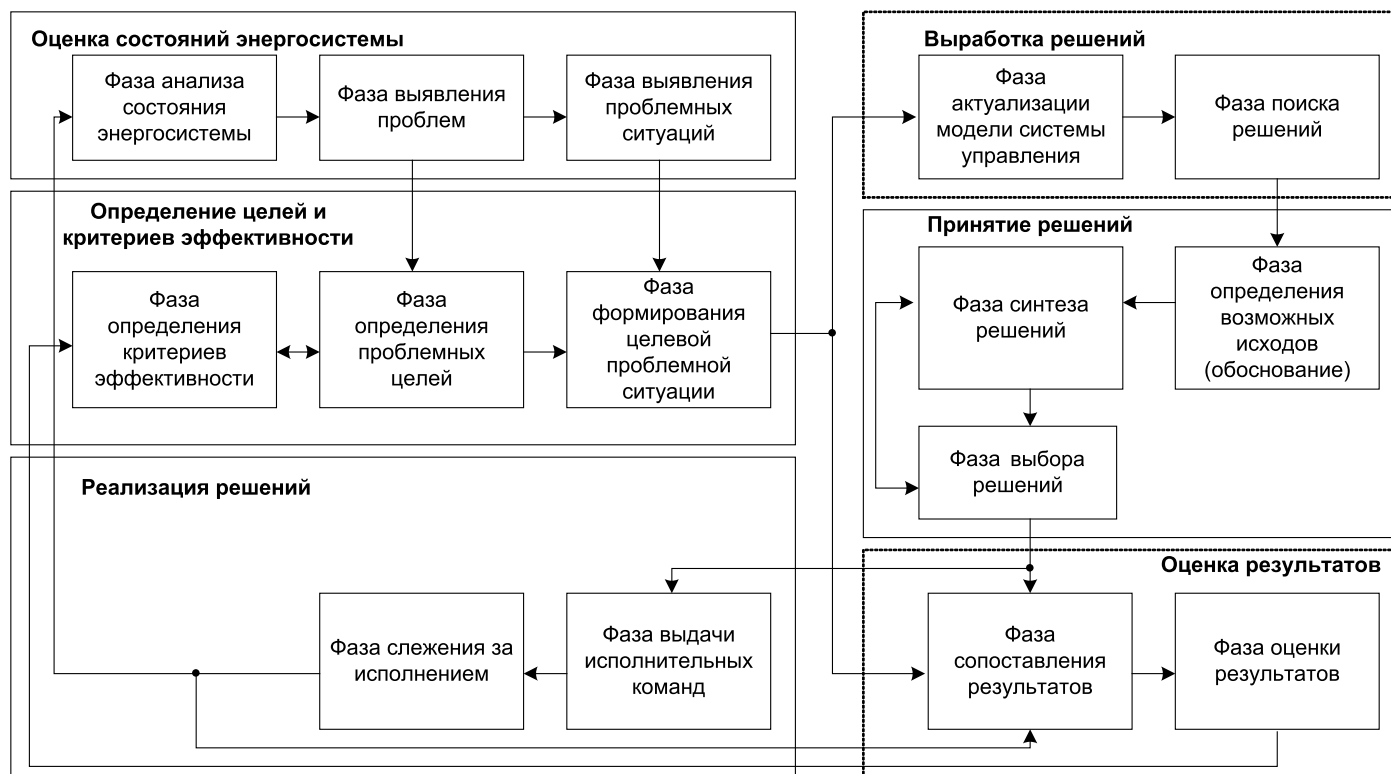 Оценка состояний энергосистемы
Фаза анализа
состояния
энергосистемы
Фаза выявления
проблем
Фаза выявления
проблемных
ситуаций
Определение целей и
критериев эффективности
Фаза
определения
критериев
эффективности
Фаза
определения
проблемных
целей
Фаза
формирования
целевой
проблемной
ситуации
Реализация решений
Фаза слежения за
исполнением
Фаза выдачи
исполнительных
команд
Выработка решений
Фаза
актуализации
модели системы
управления
Фаза поиска
решений
Принятие решений
Фаза синтеза
решений
Фаза
определения
возможных
исходов
(обоснование)
Фаза выбора
решений
Оценка результатов
Фаза
сопоставления
результатов
Фаза оценки
результатов